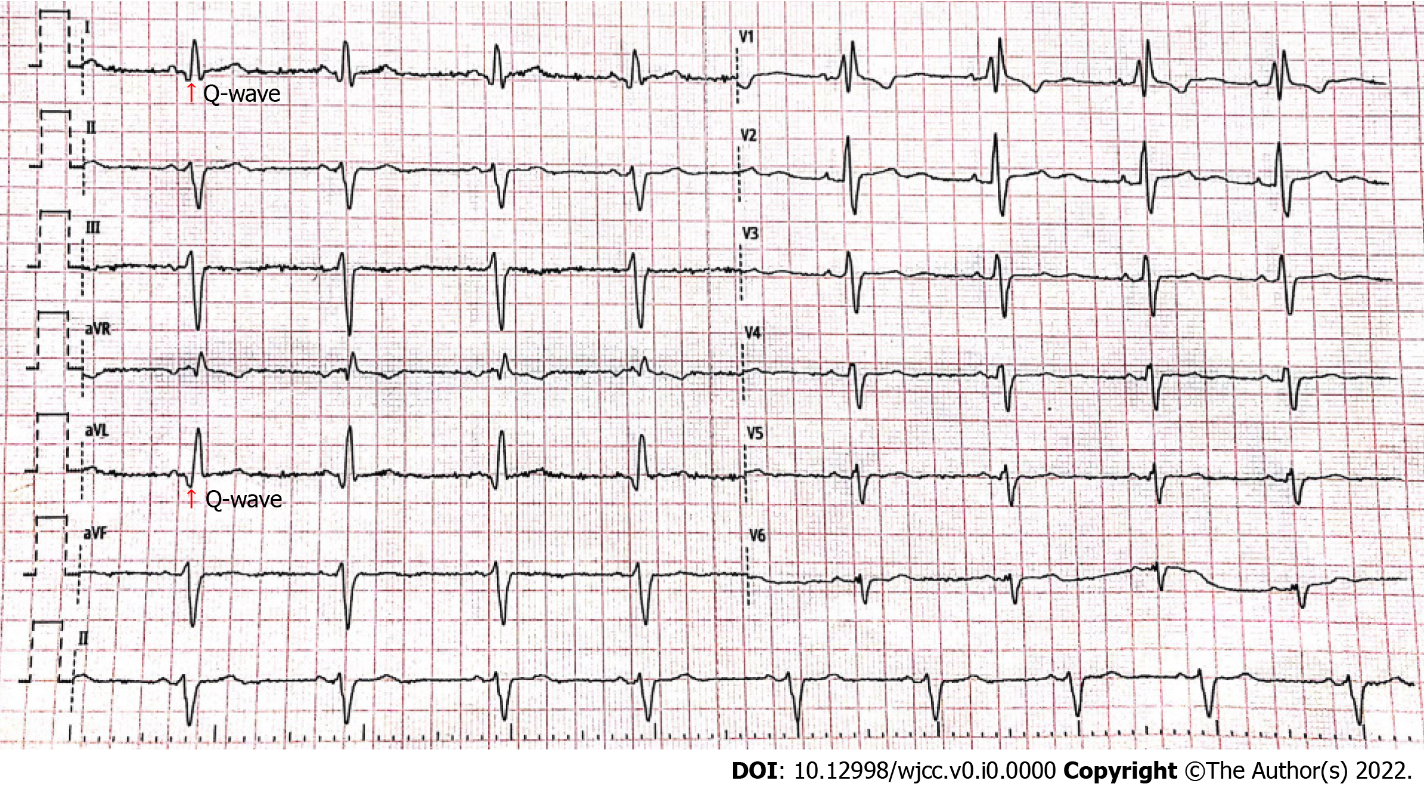 I
V1
↑ Q-wave
II
V2
III
V3
aVR
V4
aVL
V5
↑ Q-wave
aVF
V6
II
DOI: 10.12998/wjcc.v0.i0.0000 Copyright ©The Author(s) 2022.